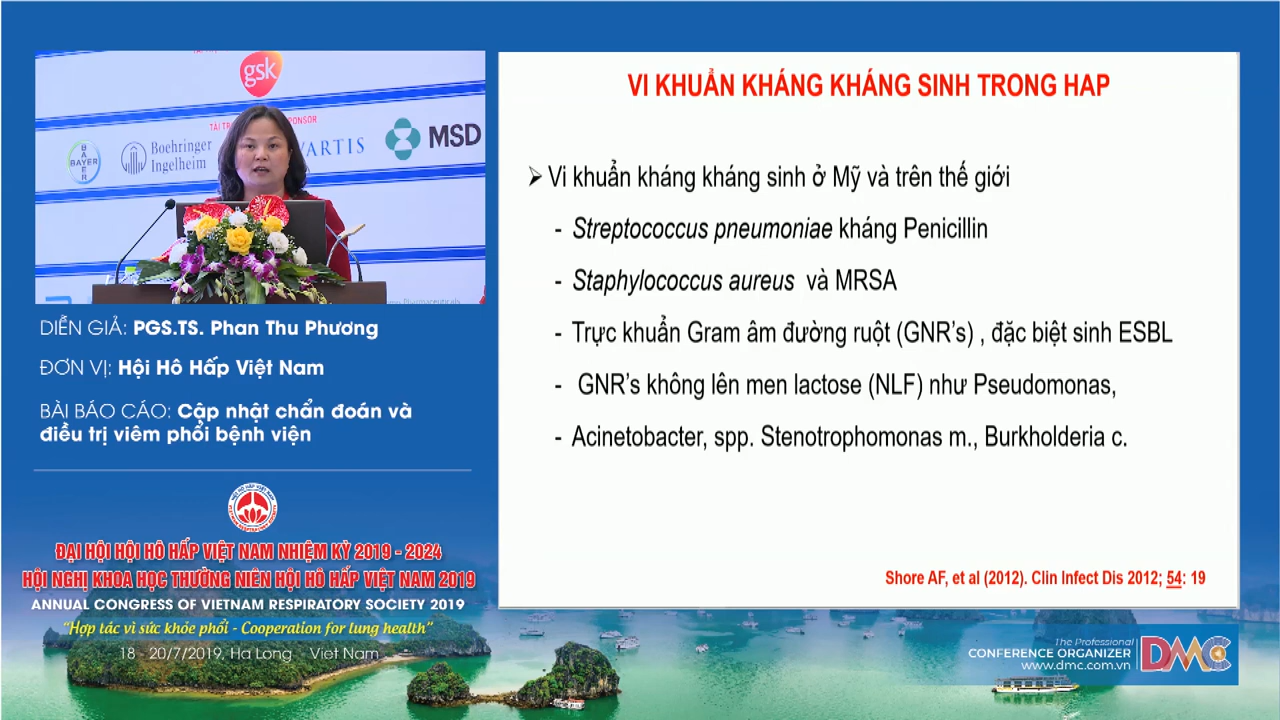 gsk
BAYER
BAYER
Boehringer
Ingelheim
MSD
DIỄN GIẢ: PGS.TS. Phan Thu Phương
ĐƠN VỊ: Hội Hô Hấp Việt Nam
BÀI BÁO CÁO: Cập nhật chẩn đoán và
điều trị viêm phổi bệnh viện
ĐẠI HỘI HỘI HÔ HẤP VIỆT NAM NHIỆM KỲ 2019 - 2024
HỘI NGHỊ KHOA HỌC THƯỜNG NIÊN HỘI HÔ HẤP VIỆT NAM 2019
ANNUAL CONGRESS OF VIETNAM RESPIRATORY SOCIETY 2019
“Hợp tác vì sức khỏe phổi - Cooperation for lung health”
18 - 20/7/2019, Ha Long Viet Nam
VI KHUẨN KHÁNG KHÁNG SINH TRONG HAP
➢ Vi khuẩn kháng kháng sinh ở Mỹ và trên thế giới
- Streptococcus pneumoniae kháng Penicillin
- Staphylococcus aureus và MRSA
- Trực khuẩn Gram âm đường ruột (GNR’s) , đặc biệt sinh ESBL
- GNR’s không lên men lactose (NLF) như Pseudomonas,
- Acinetobacter, spp. Stenotrophomonas m., Burkholderia c.
Shore AF, et al (2012). Clin Infect Dis 2012; 54: 19
The Professional
CONFERENCE ORGANIZER
www.dmc.com.vn
DMC